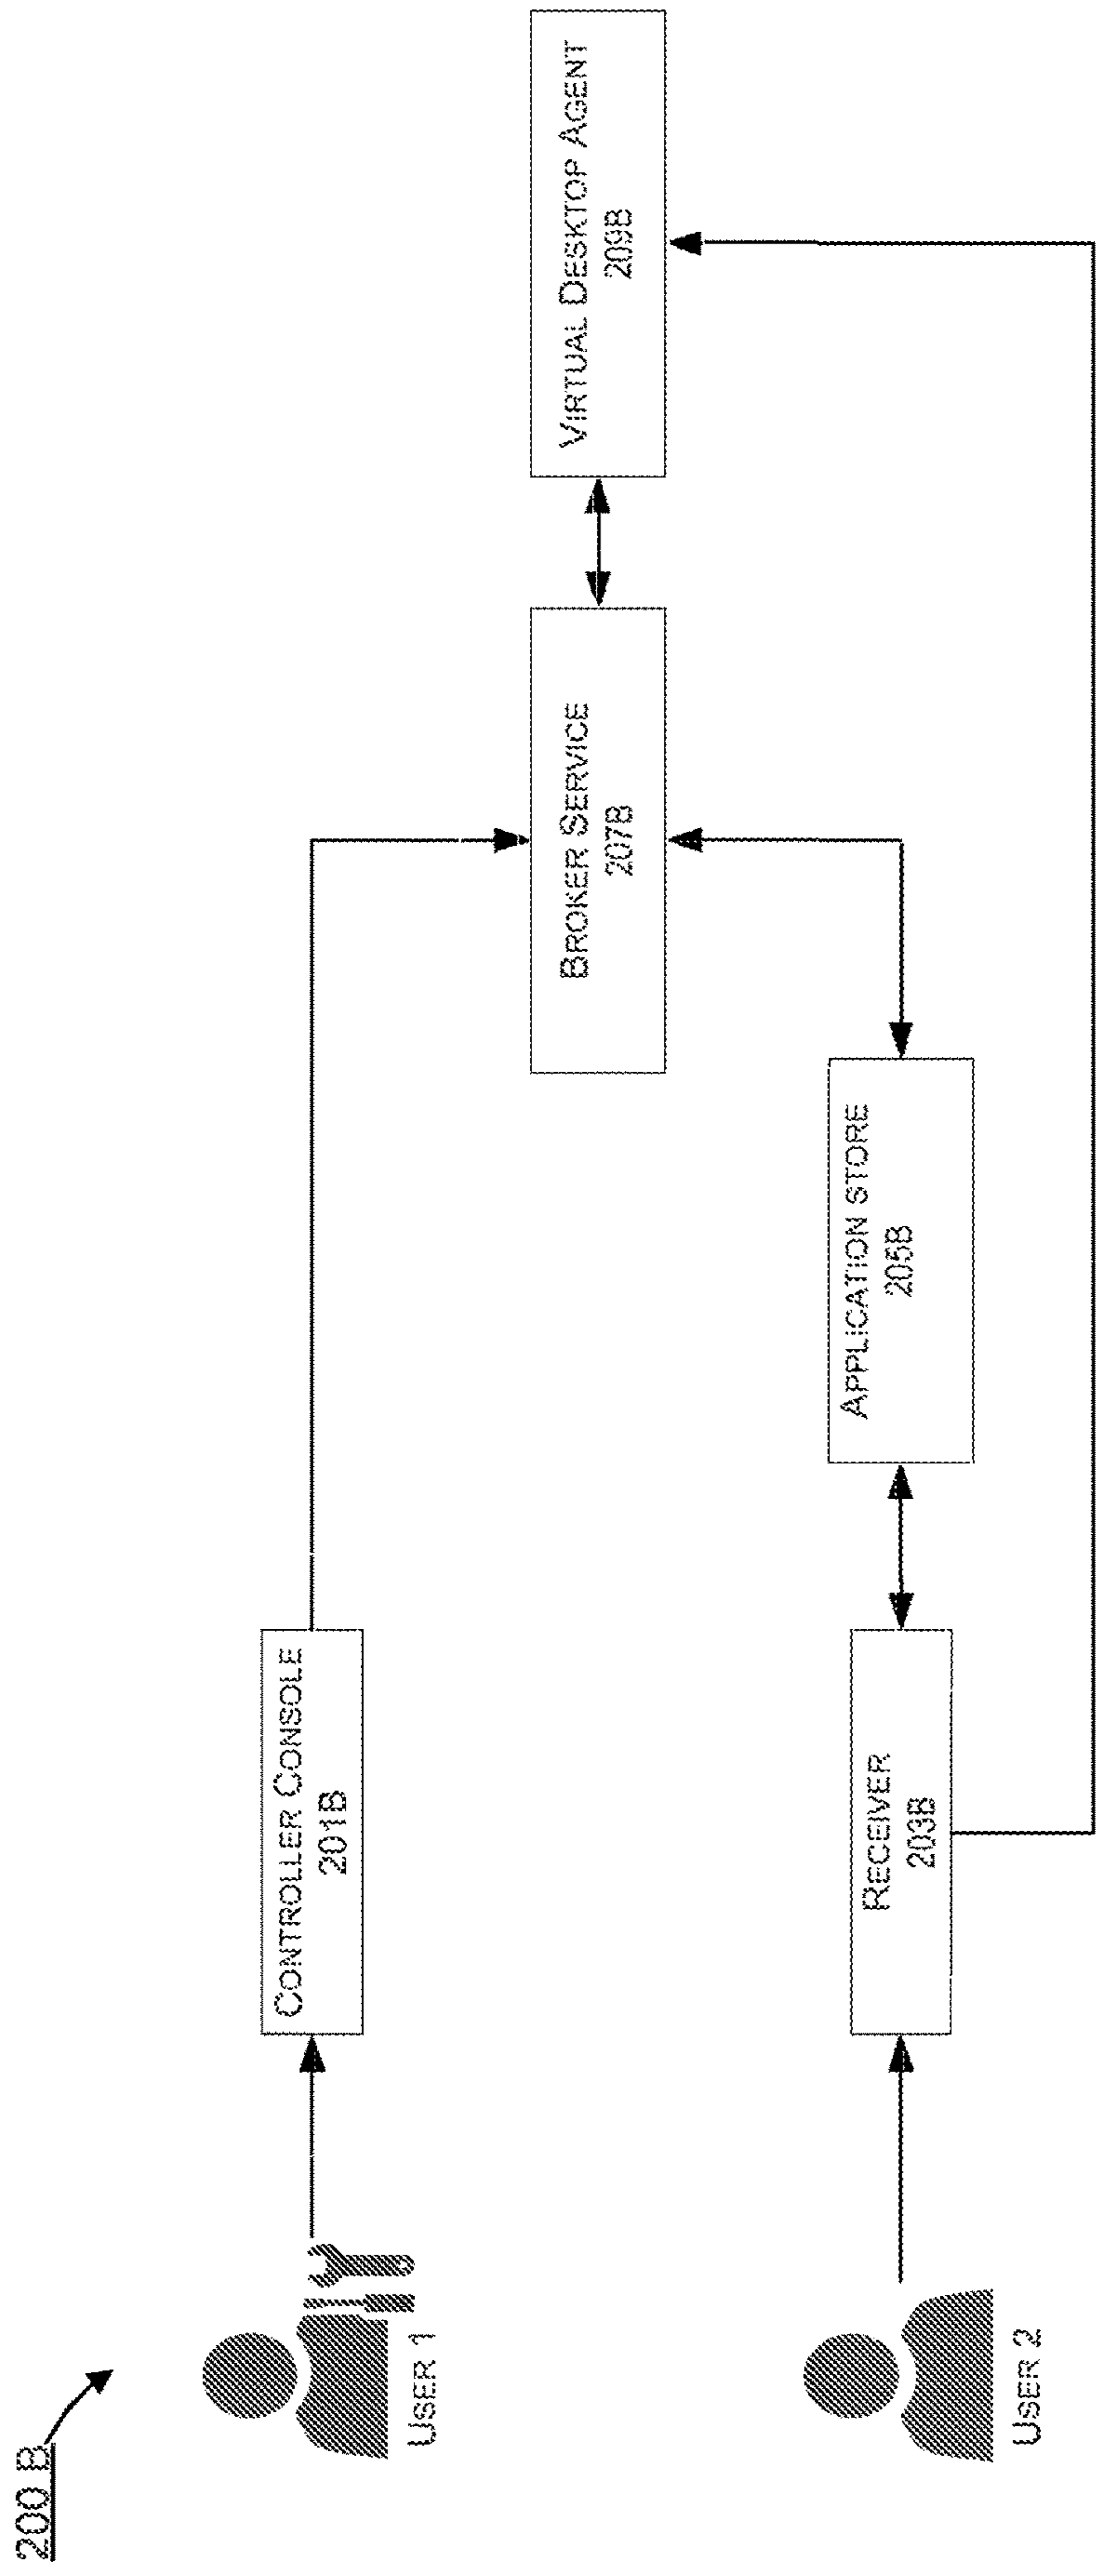 200 B
USER 1
CONTROLLER CONSOLE
201B
BROKER SERVICE
207B
VIRTUAL DESKTOP AGENT
209B
USER 2
RECEIVER
203B
APPLICATION STORE
205B